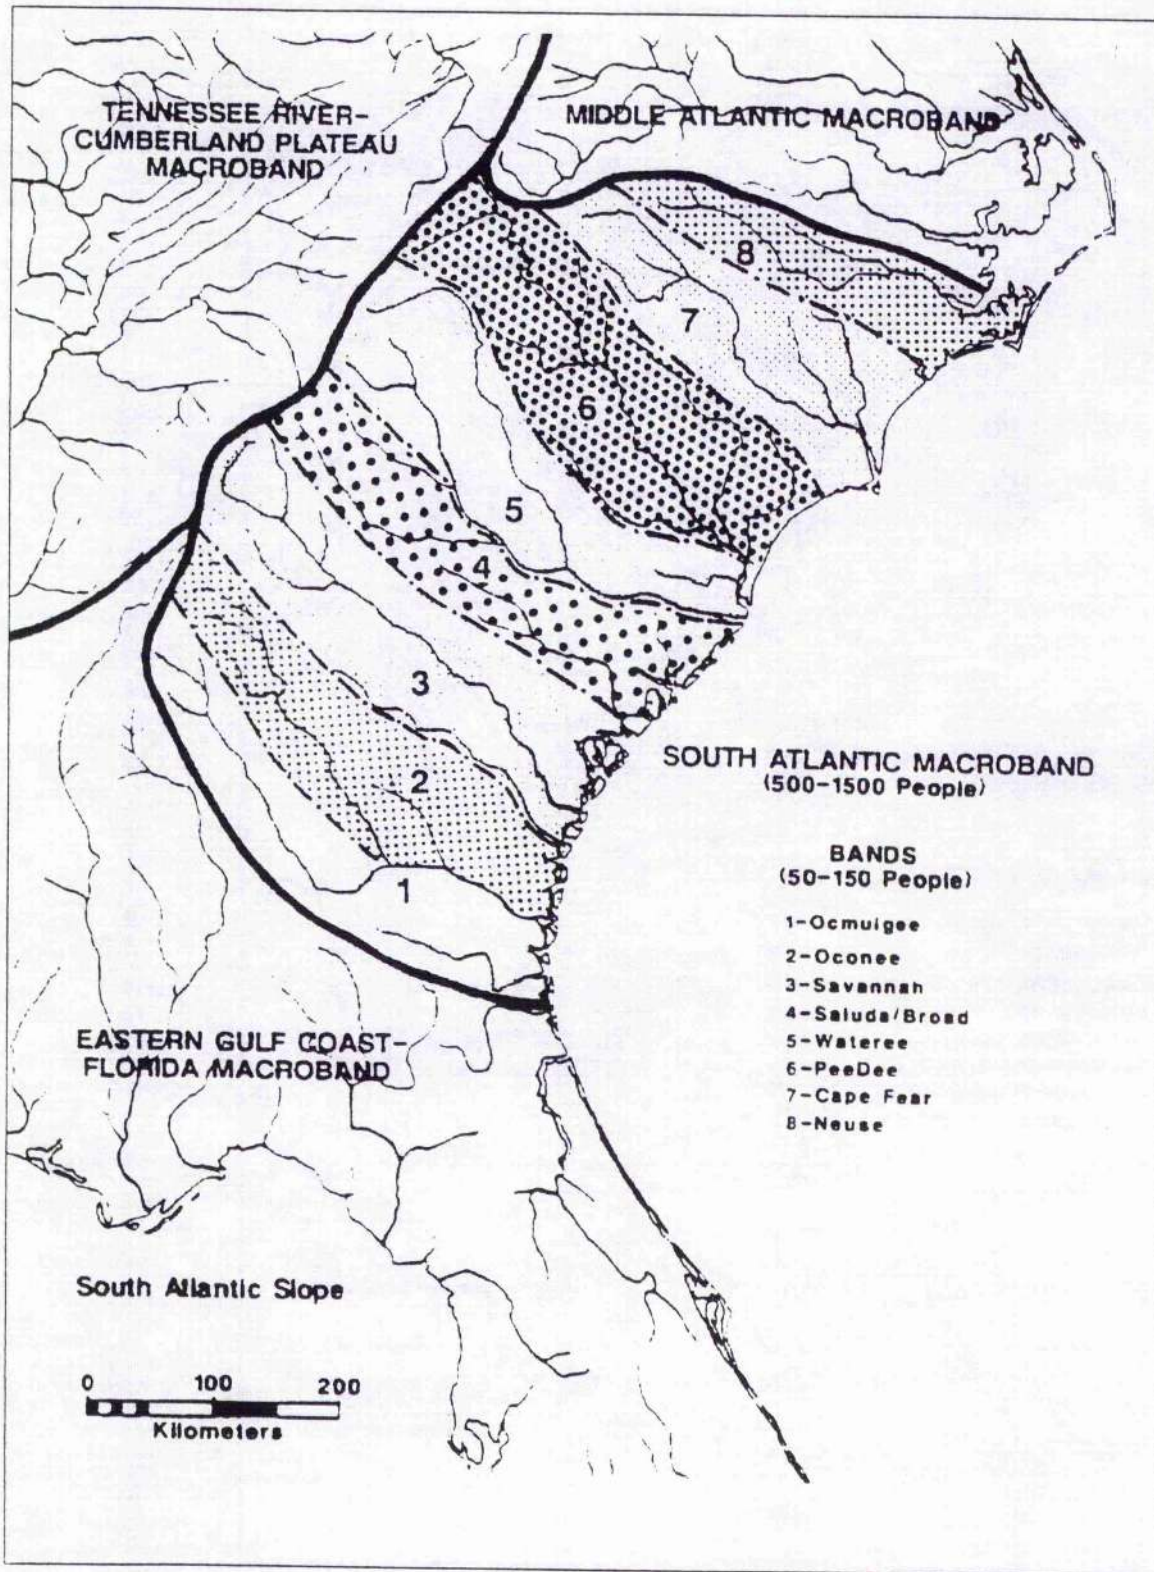 TENNESSEE RIVER-
CUMBERLAND PLATEAU
MACROBAND
MIDDLE ATLANTIC MACROBAND
8
7
6
5
4
3
2
1
SOUTH ATLANTIC MACROBAND
(500-1500 People)
BANDS
(50-150 People)
1-Ocmulgee
2-Oconee
3-Savannah
4-Saluda/Broad
5-Wateree
6-PeeDee
7-Cape Fear
8-Neuse
EASTERN GULF COAST-
FLORIDA MACROBAND
South Atlantic Slope
0 100 200
Kilometers